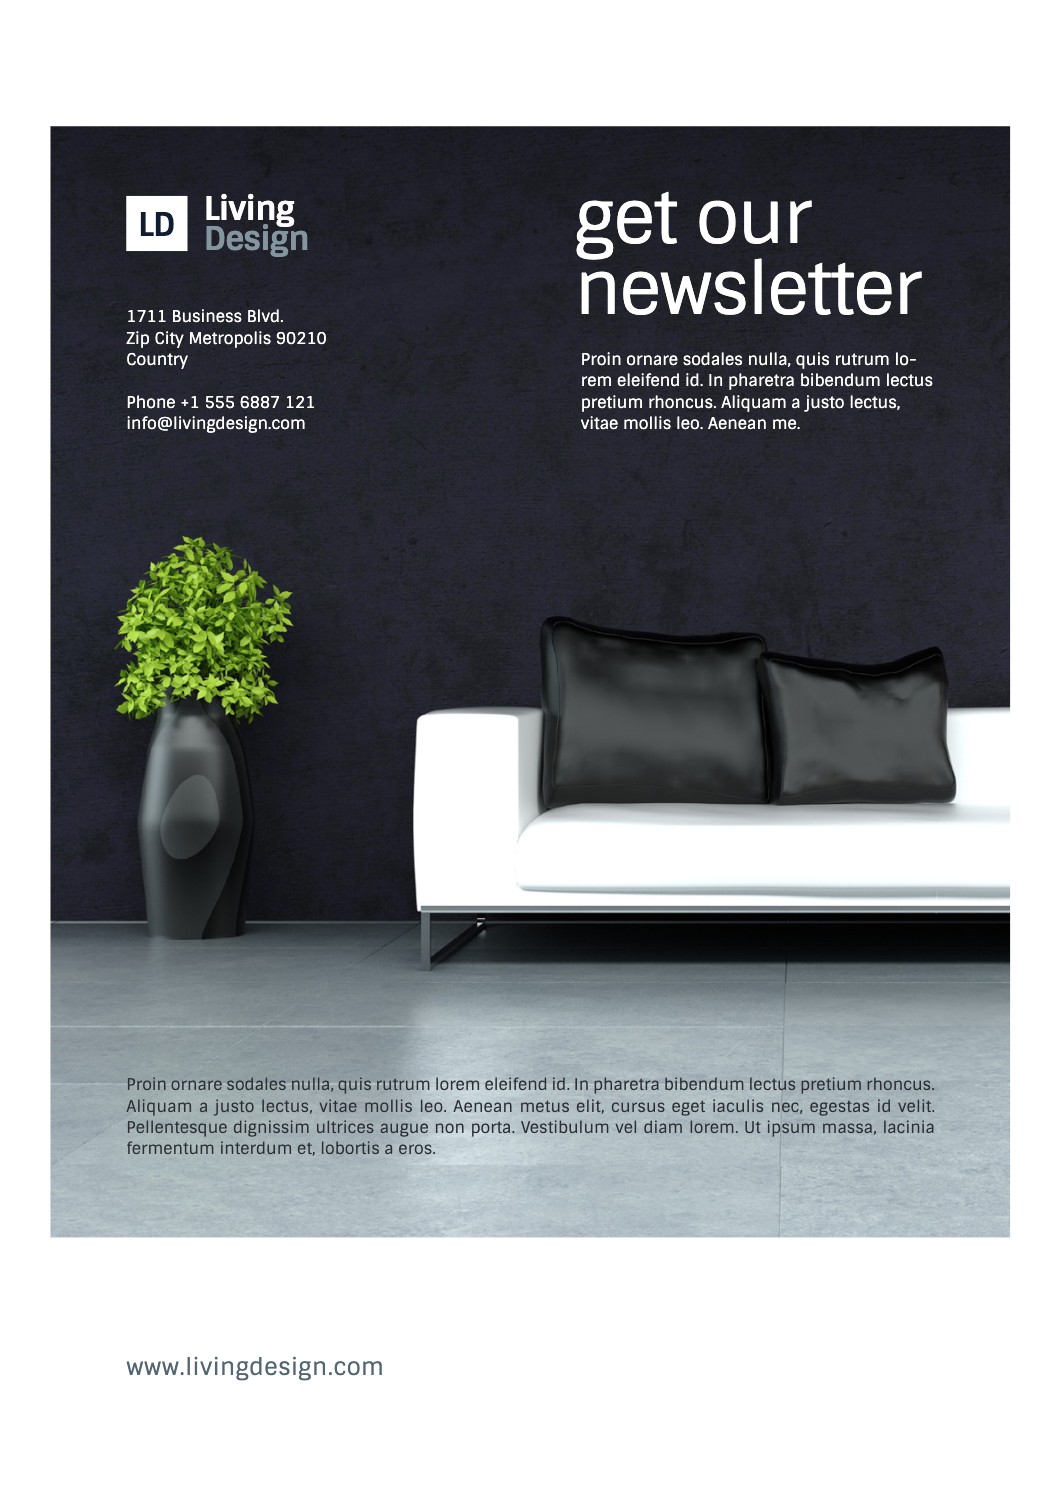 LD
Living
Design
1711 Business Blvd.
Zip City Metropolis 90210
Country
Phone +1 555 6887 121
info@livingdesign.com
get our
newsletter
Proin ornare sodales nulla, quis rutrum lo-
rem eleifend id. In pharetra bibendum lectus
pretium rhoncus. Aliquam a justo lectus,
vitae mollis leo. Aenean me.
Proin ornare sodales nulla, quis rutrum lorem eleifend id. In pharetra bibendum lectus pretium rhoncus.
Aliquam a justo lectus, vitae mollis leo. Aenean metus elit, cursus eget iaculis nec, egestas id velit.
Pellentesque dignissim ultrices augue non porta. Vestibulum vel diam lorem. Ut ipsum massa, lacinia
fermentum interdum et, lobortis a eros.
www.livingdesign.com